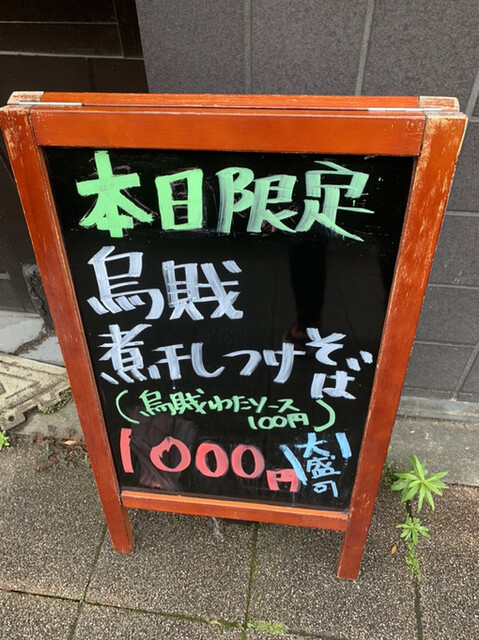 本日限定
烏賊
煮干しつけそば
(烏賊わたソース
100円)
1000円
大盛可